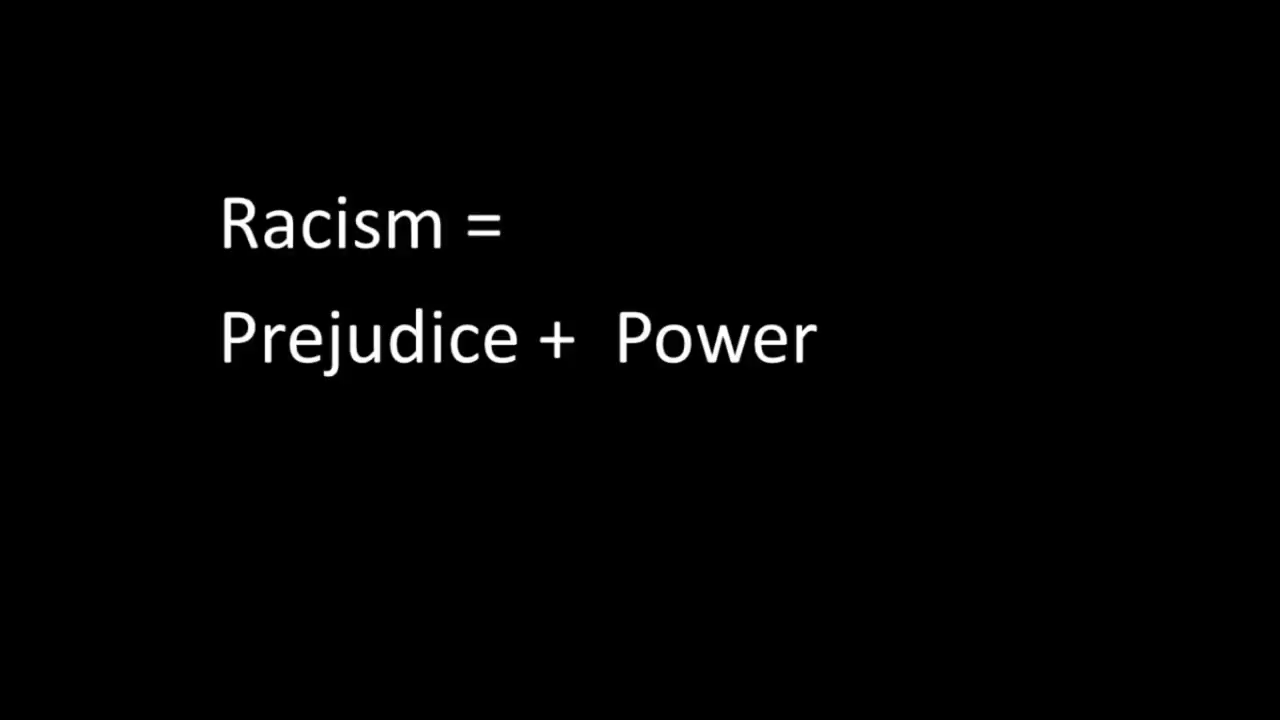 Racism =
Prejudice + Power